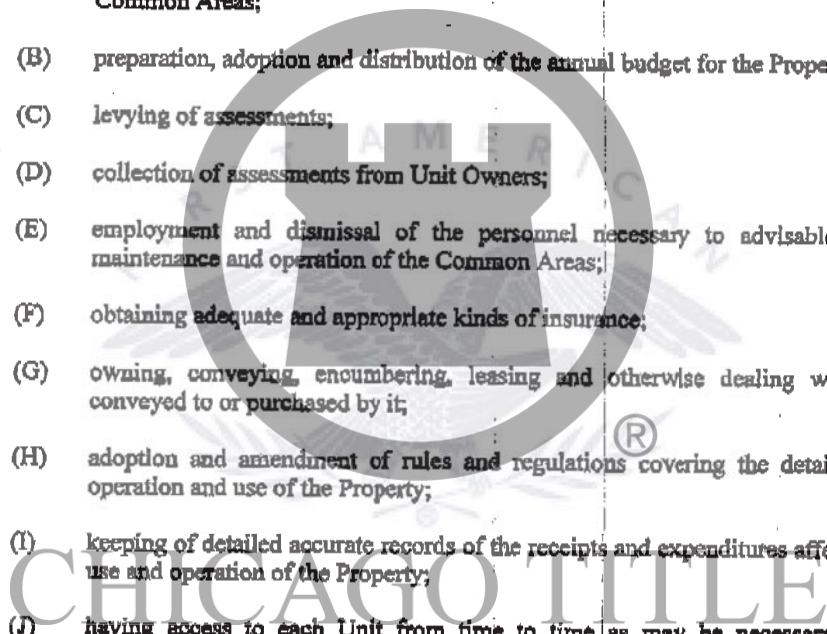 Common Areas;
(B) preparation, adoption and distribution of the annual budget for the Prope
(C) levying of assessments;
(D) collection of assessments from Unit Owners;
(E) employment and dismissal of the personnel necessary to advisable
maintenance and operation of the Common Areas;
(F) obtaining adequate and appropriate kinds of insurance;
(G) owning, conveying, encumbering, leasing and otherwise dealing w
conveyed to or purchased by it;
(H) adoption and amendment of rules and regulations covering the detai
operation and use of the Property;
(I) keeping of detailed accurate records of the receipts and expenditures affe
use and operation of the Property;
(J) having access to each Unit from time to time as may be necessar
FIRST AMERICAN
®
CHICAGO TITLE